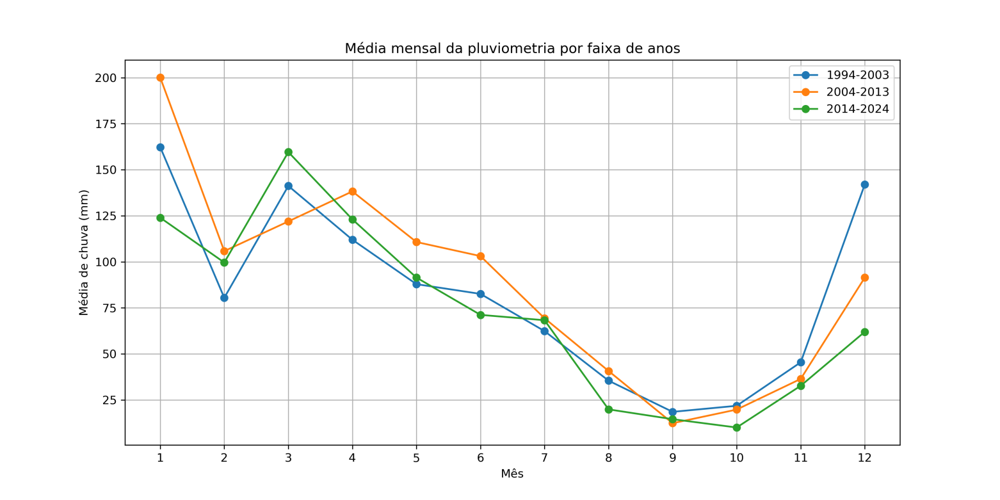 Média mensal da pluviometria por faixa de anos
1994-2003
2004-2013
2014-2024
Média de chuva (mm)
200
175
150
125
100
75
50
25
1 2 3 4 5 6 7 8 9 10 11 12
Mês